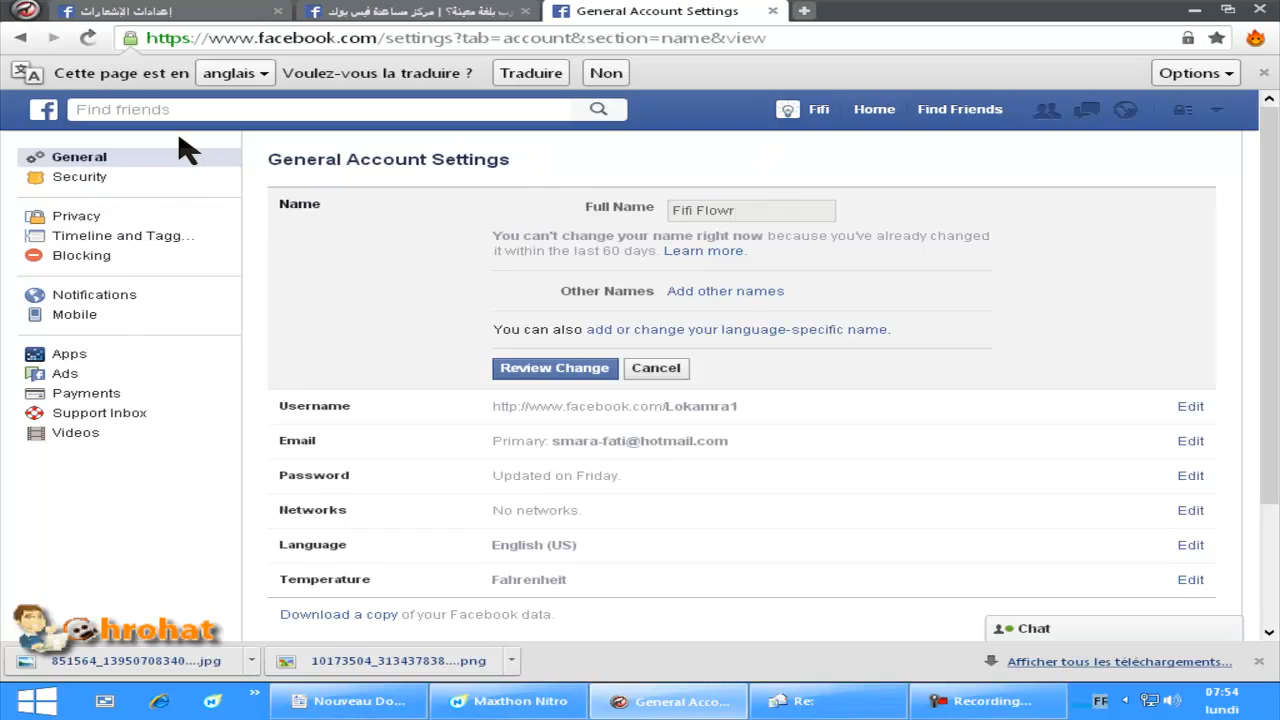 إعدادات الإشعارات
رب بلغة معينة؟ | مركز مساعدة فيس بوك
General Account Settings
https://www.facebook.com/settings?tab=account&section=name&view
Cette page est en anglais Voulez-vous la traduire ? Traduire Non Options
Find friends
Fifi Home Find Friends
General
Security
Privacy
Timeline and Tagg...
Blocking
Notifications
Mobile
Apps
Ads
Payments
Support Inbox
Videos
General Account Settings
Name
Full Name Fifi Flowr
You can't change your name right now because you've already changed
it within the last 60 days. Learn more.
Other Names Add other names
You can also add or change your language-specific name.
Review Change Cancel
Username http://www.facebook.com/Lokamra1 Edit
Email Primary: smara-fati@hotmail.com Edit
Password Updated on Friday. Edit
Networks No networks. Edit
Language English (US) Edit
Temperature Fahrenheit Edit
Download a copy of your Facebook data.
Chat
hrohat
851564_13950708340....jpg
10173504_313437838....png
Afficher tous les téléchargements...
Nouveau Do...
Maxthon Nitro
General Acco...
Re:
Recording...
FF
07:54
lundi